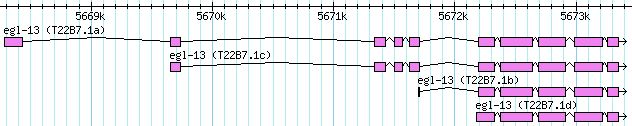 5669k 5670k 5671k 5672k 5673k
egl-13 (T22B7.1a)
egl-13 (T22B7.1c)
egl-13 (T22B7.1b)
egl-13 (T22B7.1d)